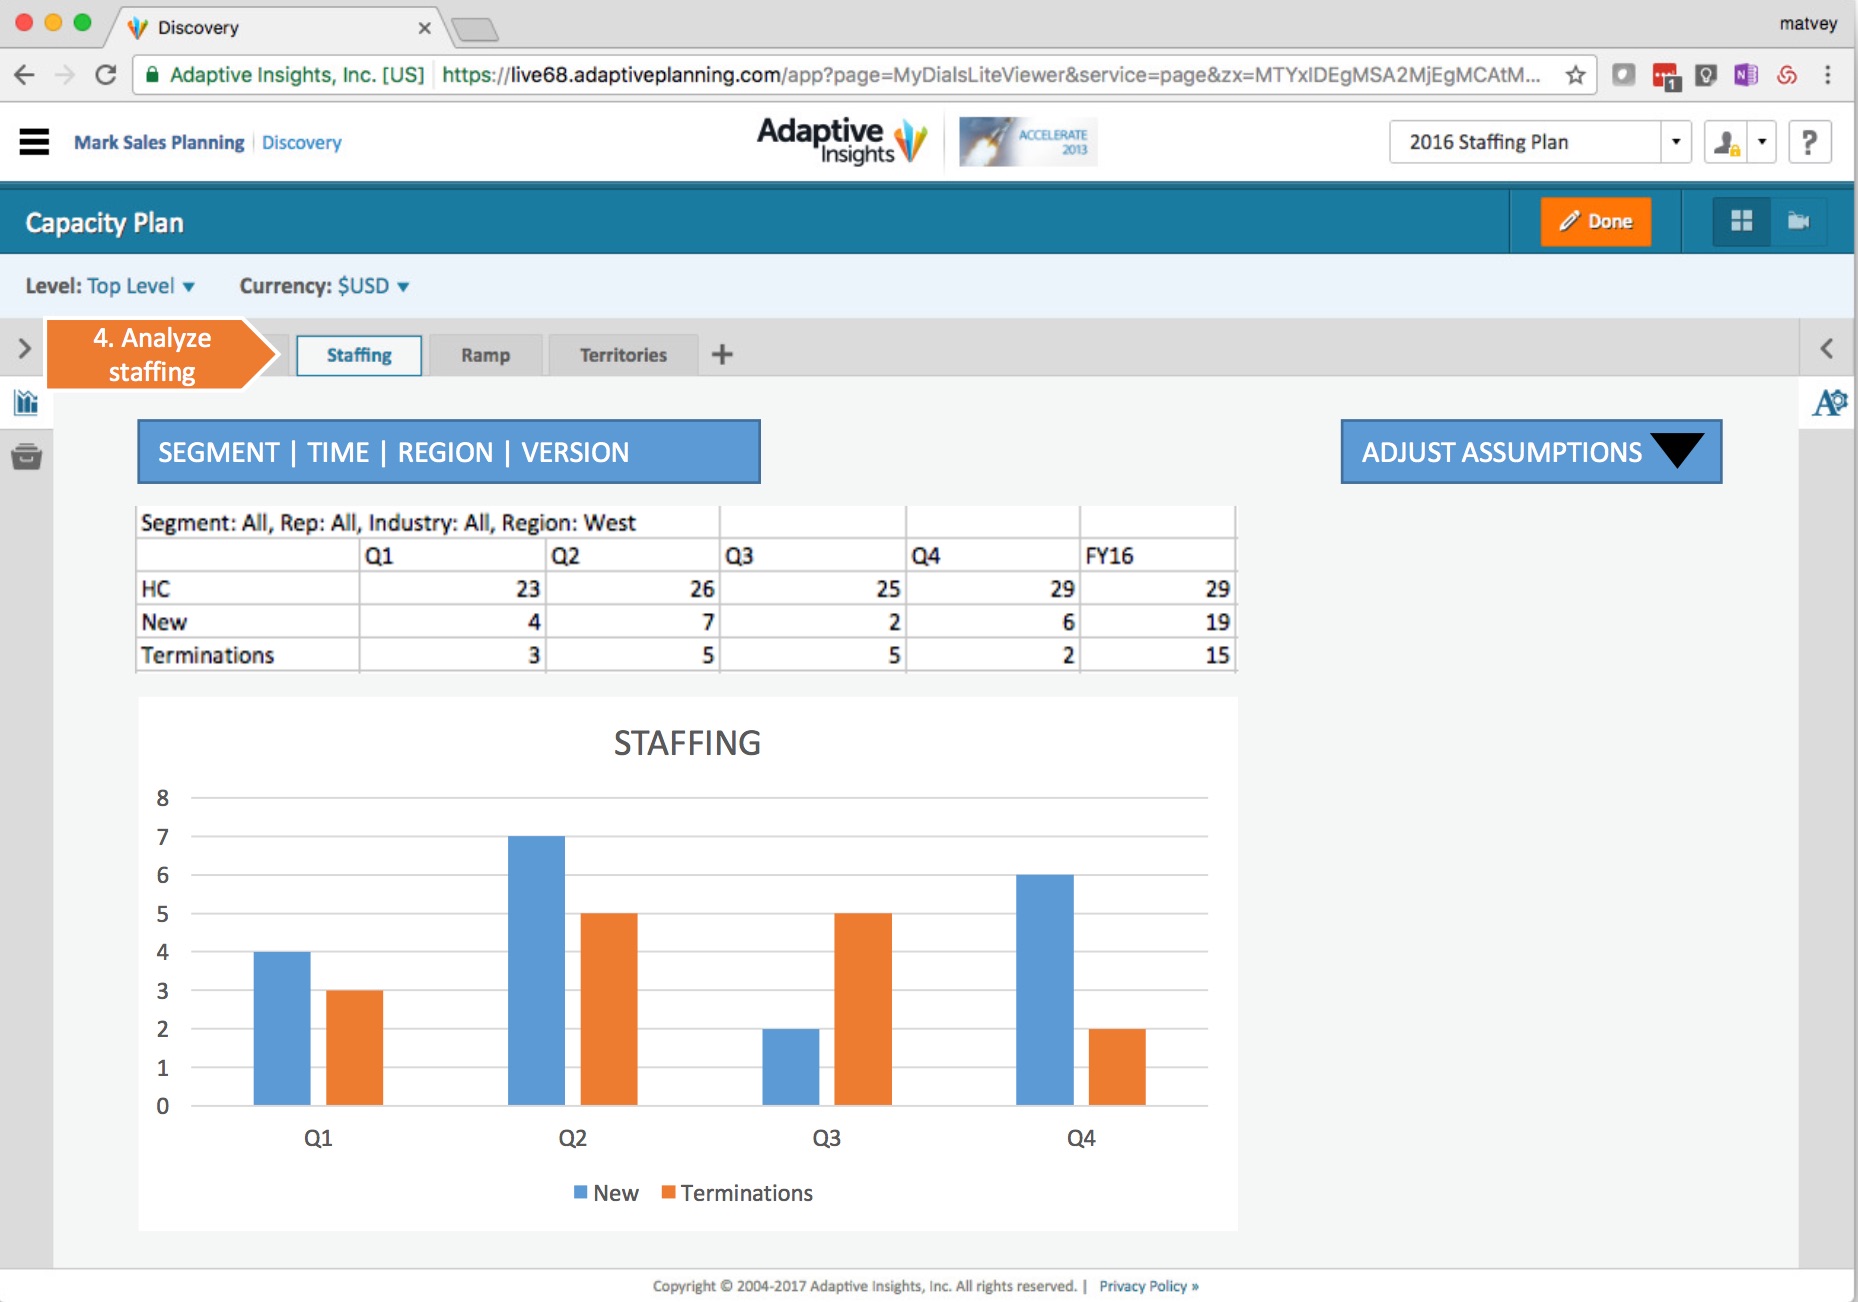 Discovery
matvey
Adaptive Insights, Inc. [US] https://live68.adaptiveplanning.com/app?page=MyDialsLiteViewer&service=page&zx=MTYxIDEgMSA2MjEgMCAtM...
1
N
Mark Sales Planning Discovery
Adaptive
Insights
ACCELERATE
2013
2016 Staffing Plan
?
Capacity Plan
Done
Level: Top Level Currency: $USD
4. Analyze
staffing
Staffing Ramp Territories +
SEGMENT | TIME | REGION | VERSION
ADJUST ASSUMPTIONS
Segment: All, Rep: All, Industry: All, Region: West
Q1 Q2 Q3 Q4 FY16
HC 23 26 25 29 29
New 4 7 2 6 19
Terminations 3 5 5 2 15
STAFFING
8
7
6
5
4
3
2
1
0
Q1 Q2 Q3 Q4
New Terminations
Copyright © 2004-2017 Adaptive Insights, Inc. All rights reserved. | Privacy Policy »